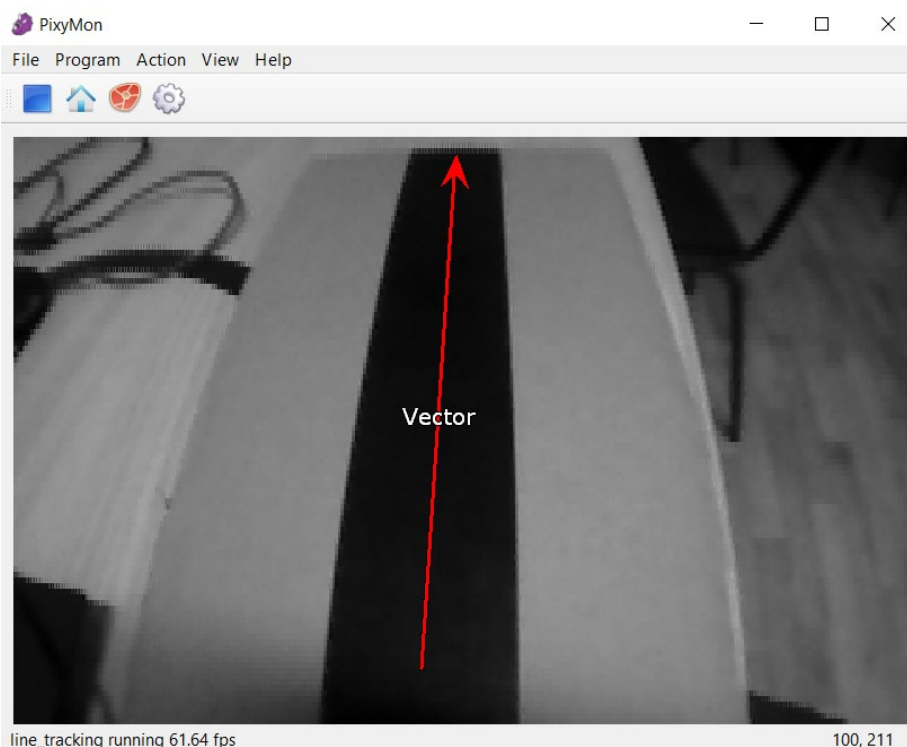 PixyMon
File Program Action View Help
Vector
line_tracking running 61.64 fps 100, 211